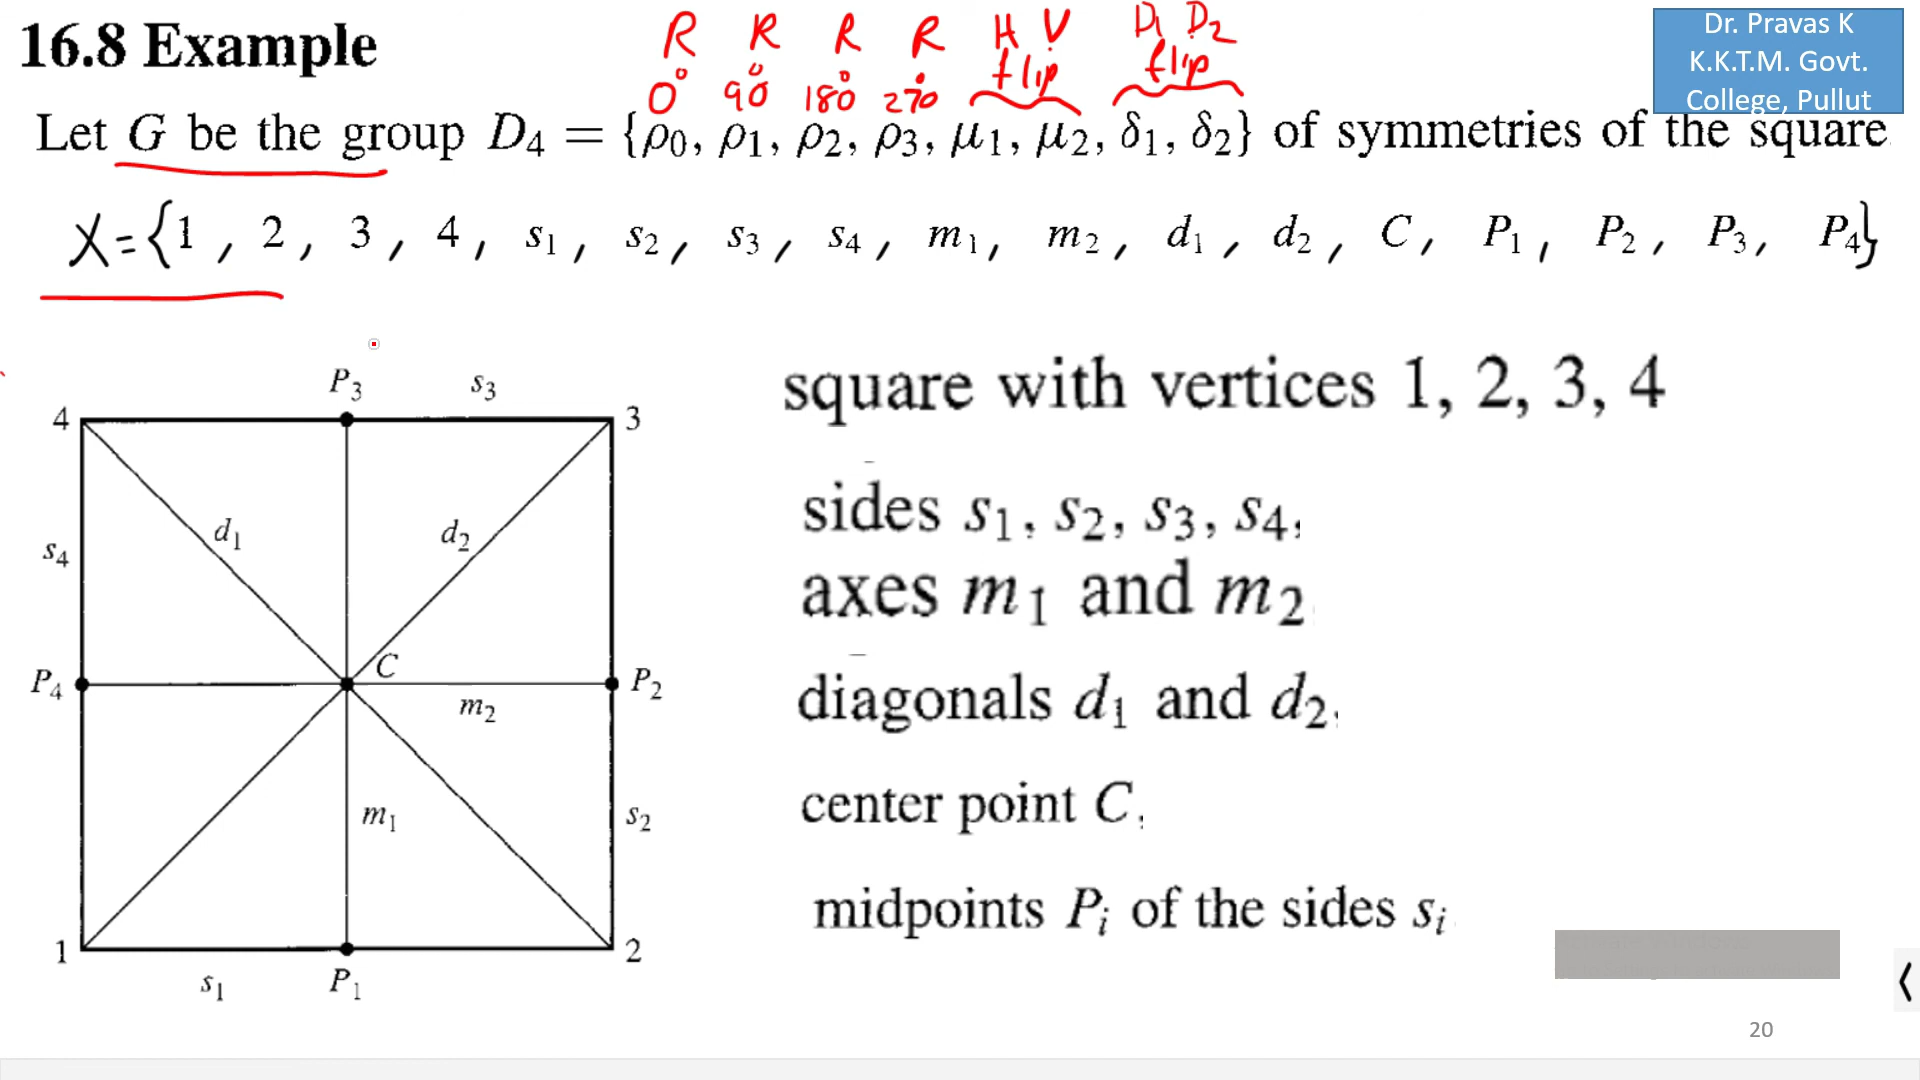 16.8 Example
R R R R H V D1 D2
0° 90° 180° 270° flip flip
Dr. Pravas K
K.K.T.M. Govt.
College, Pullut
Let G be the group D₄ = {ρ₀, ρ₁, ρ₂, ρ₃, μ₁, μ₂, δ₁, δ₂} of symmetries of the square
X={1, 2, 3, 4, s₁, s₂, s₃, s₄, m₁, m₂, d₁, d₂, C, P₁, P₂, P₃, P₄}
P₃ s₃
4 3
d₁ d₂
s₄
C
P₄ P₂
m₂
m₁ s₂
1 2
s₁ P₁
square with vertices 1, 2, 3, 4
sides s₁, s₂, s₃, s₄,
axes m₁ and m₂
diagonals d₁ and d₂,
center point C,
midpoints Pᵢ of the sides sᵢ
20